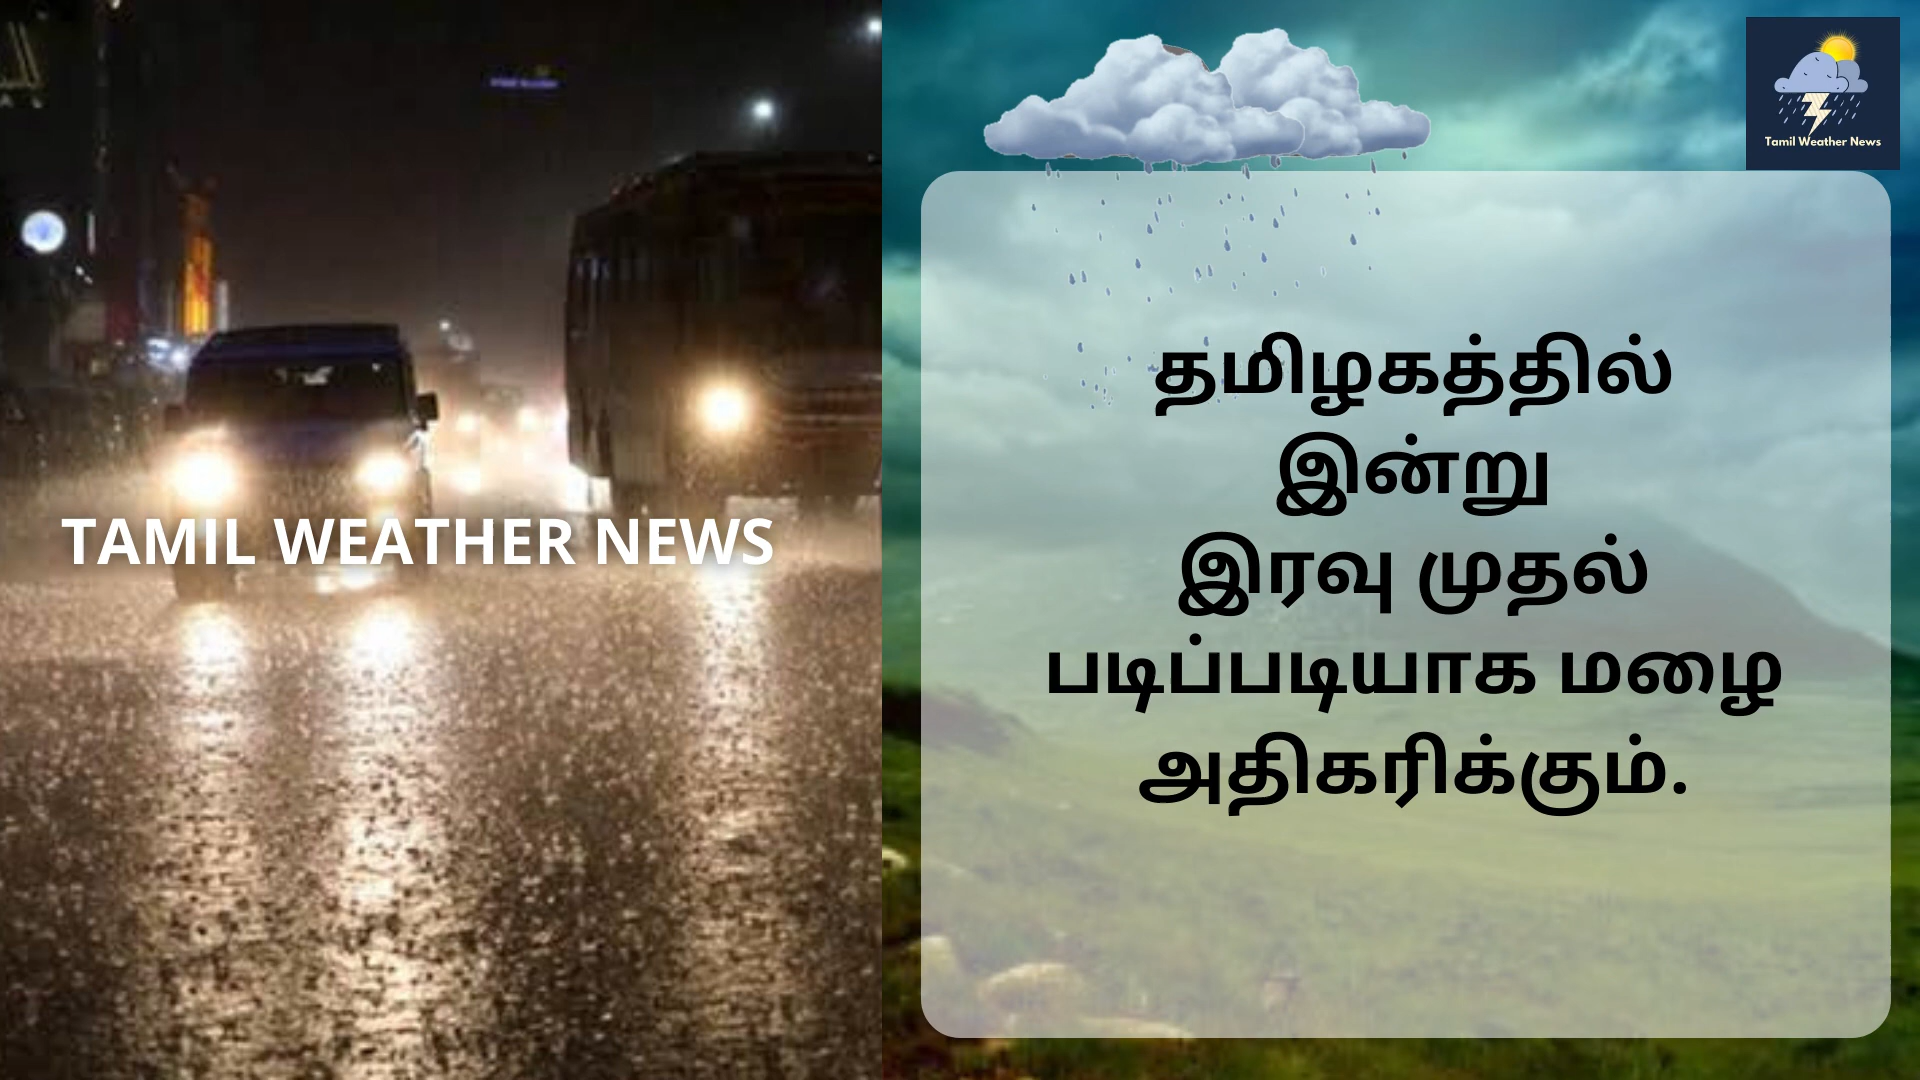 TAMIL WEATHER NEWS
Tamil Weather News
தமிழகத்தில்
இன்று
இரவு முதல்
படிப்படியாக மழை
அதிகரிக்கும்.